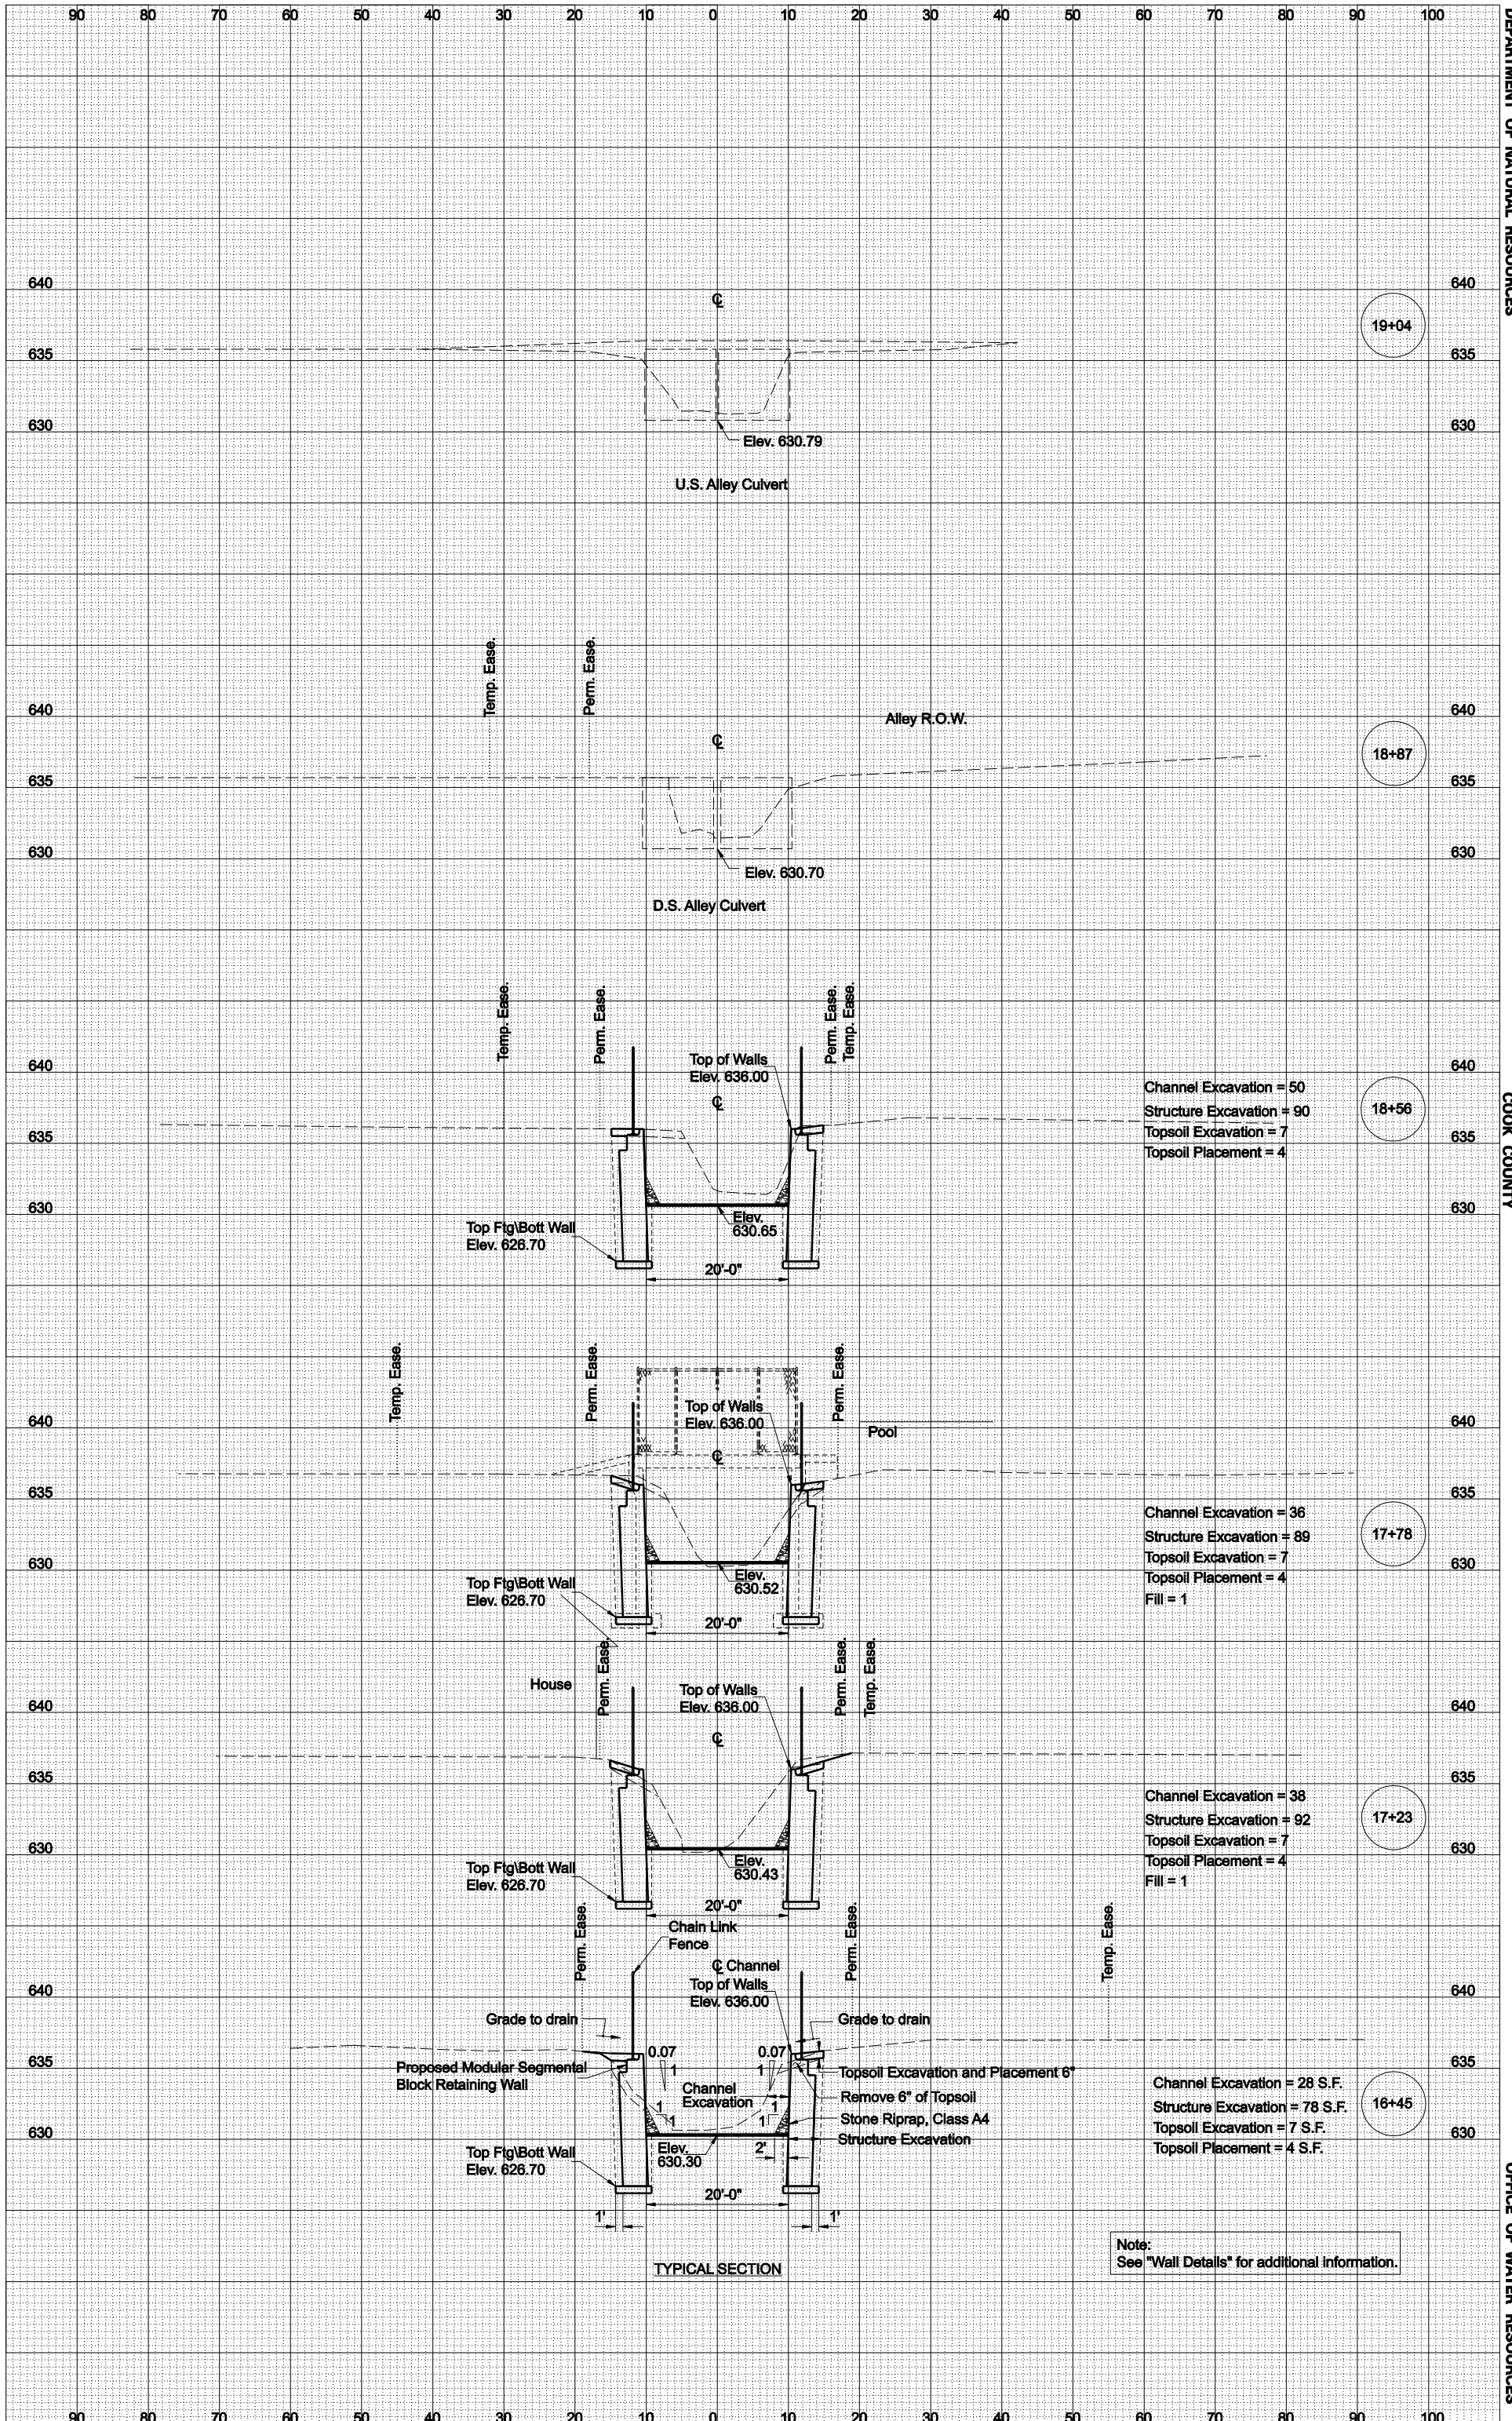 90 80 70 60 50 40 30 20 10 0 10 20 30 40 50 60 70 80 90 100
DEPARTMENT OF NATURAL RESOURCES
COOK COUNTY
OFFICE OF WATER RESOURCES
640 640
℄
19+04
635 635
630 630
Elev. 630.79
U.S. Alley Culvert
Temp. Ease.
Perm. Ease.
640 640
Alley R.O.W.
℄
18+87
635 635
630 630
Elev. 630.70
D.S. Alley Culvert
Temp. Ease.
Perm. Ease.
Perm. Ease.
Temp. Ease.
Top of Walls
Elev. 636.00
640 640
℄
Channel Excavation = 50
Structure Excavation = 90
Topsoil Excavation = 7
Topsoil Placement = 4
18+56
635 635
630 630
Elev.
630.65
Top Ftg\Bott Wall
Elev. 626.70
20'-0"
Temp. Ease.
Perm. Ease.
Perm. Ease.
Top of Walls
Elev. 636.00
640 640
Pool
℄
635 635
Channel Excavation = 36
Structure Excavation = 89
Topsoil Excavation = 7
Topsoil Placement = 4
Fill = 1
17+78
630 630
Elev.
630.52
Top Ftg\Bott Wall
Elev. 626.70
20'-0"
House
Perm. Ease.
Perm. Ease.
Temp. Ease.
Top of Walls
Elev. 636.00
640 640
℄
635 635
Channel Excavation = 38
Structure Excavation = 92
Topsoil Excavation = 7
Topsoil Placement = 4
Fill = 1
17+23
630 630
Elev.
630.43
Top Ftg\Bott Wall
Elev. 626.70
20'-0"
Perm. Ease.
Chain Link
Fence
Perm. Ease.
Temp. Ease.
℄ Channel
Top of Walls
Elev. 636.00
640 640
Grade to drain
Grade to drain
0.07
1
0.07
1
635 635
Proposed Modular Segmental
Block Retaining Wall
Channel
Excavation
Topsoil Excavation and Placement 6"
Remove 6" of Topsoil
Stone Riprap, Class A4
Structure Excavation
1
1
1
1
Channel Excavation = 28 S.F.
Structure Excavation = 78 S.F.
Topsoil Excavation = 7 S.F.
Topsoil Placement = 4 S.F.
16+45
630 630
Elev.
630.30
2'
Top Ftg\Bott Wall
Elev. 626.70
20'-0"
1'
1'
TYPICAL SECTION
Note:
See "Wall Details" for additional information.
90 80 70 60 50 40 30 20 10 0 10 20 30 40 50 60 70 80 90 100